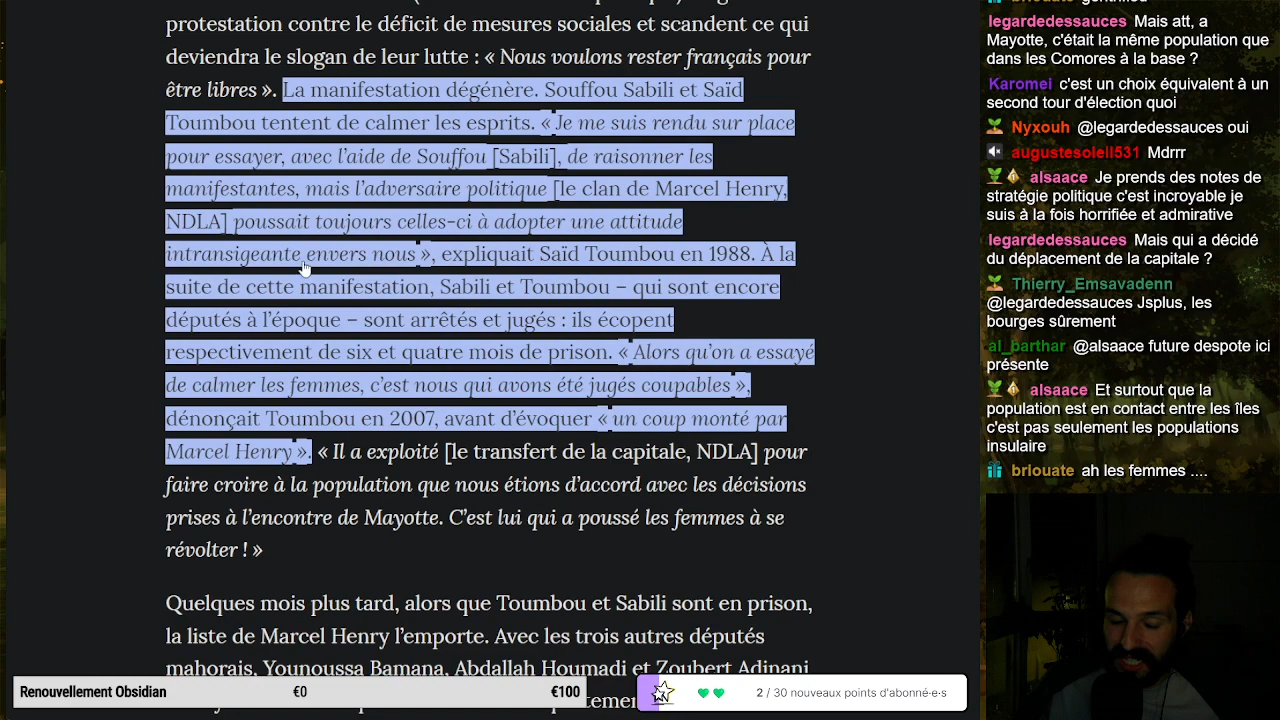 protestation contre le déficit de mesures sociales et scandent ce qui
deviendra le slogan de leur lutte : « Nous voulons rester français pour
être libres ». La manifestation dégénère. Souffou Sabili et Saïd
Toumbou tentent de calmer les esprits. « Je me suis rendu sur place
pour essayer, avec l’aide de Souffou [Sabili], de raisonner les
manifestantes, mais l’adversaire politique [le clan de Marcel Henry,
NDLA] poussait toujours celles-ci à adopter une attitude
intransigeante envers nous », expliquait Saïd Toumbou en 1988. À la
suite de cette manifestation, Sabili et Toumbou – qui sont encore
députés à l’époque – sont arrêtés et jugés : ils écopent
respectivement de six et quatre mois de prison. « Alors qu’on a essayé
de calmer les femmes, c’est nous qui avons été jugés coupables »,
dénonçait Toumbou en 2007, avant d’évoquer « un coup monté par
Marcel Henry ». « Il a exploité [le transfert de la capitale, NDLA] pour
faire croire à la population que nous étions d’accord avec les décisions
prises à l’encontre de Mayotte. C’est lui qui a poussé les femmes à se
révolter ! »
Quelques mois plus tard, alors que Toumbou et Sabili sont en prison,
la liste de Marcel Henry l’emporte. Avec les trois autres députés
mahorais, Younoussa Bamana, Abdallah Houmadi et Zoubert Adinani
Renouvellement Obsidian €0 €100
2 / 30 nouveaux points d'abonné·e·s
legardedessauces Mais att, a
Mayotte, c'était la même population que
dans les Comores à la base ?
Karomei c'est un choix équivalent à un
second tour d'élection quoi
Nyxouh @legardedessauces oui
augustesoleil531 Mdrrr
alsaace Je prends des notes de
stratégie politique c'est incroyable je
suis à la fois horrifiée et admirative
legardedessauces Mais qui a décidé
du déplacement de la capitale ?
Thierry_Emsavadenn
@legardedessauces Jsplus, les
bourges sûrement
al_barthar @alsaace future despote ici
présente
alsaace Et surtout que la
population est en contact entre les îles
c'est pas seulement les populations
insulaire
briouate ah les femmes ....